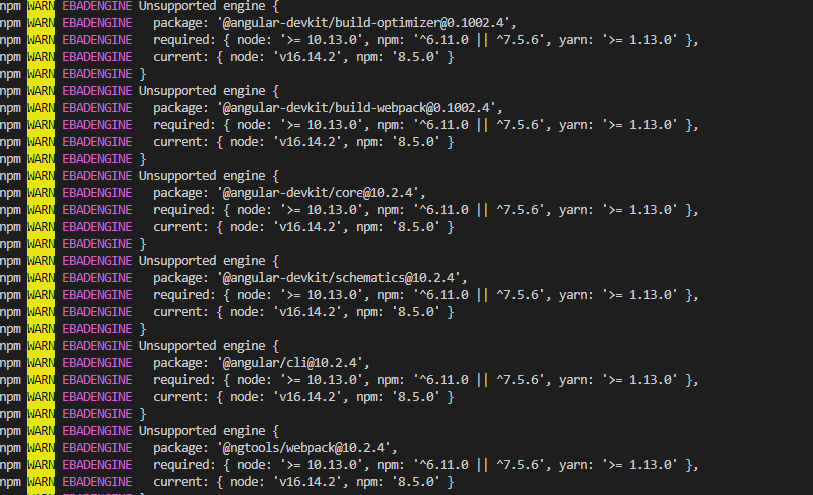 npm WARN EBADENGINE Unsupported engine {
npm WARN EBADENGINE   package: '@angular-devkit/build-optimizer@0.1002.4',
npm WARN EBADENGINE   required: { node: '>= 10.13.0', npm: '^6.11.0 || ^7.5.6', yarn: '>= 1.13.0' },
npm WARN EBADENGINE   current: { node: 'v16.14.2', npm: '8.5.0' }
npm WARN EBADENGINE }
npm WARN EBADENGINE Unsupported engine {
npm WARN EBADENGINE   package: '@angular-devkit/build-webpack@0.1002.4',
npm WARN EBADENGINE   required: { node: '>= 10.13.0', npm: '^6.11.0 || ^7.5.6', yarn: '>= 1.13.0' },
npm WARN EBADENGINE   current: { node: 'v16.14.2', npm: '8.5.0' }
npm WARN EBADENGINE }
npm WARN EBADENGINE Unsupported engine {
npm WARN EBADENGINE   package: '@angular-devkit/core@10.2.4',
npm WARN EBADENGINE   required: { node: '>= 10.13.0', npm: '^6.11.0 || ^7.5.6', yarn: '>= 1.13.0' },
npm WARN EBADENGINE   current: { node: 'v16.14.2', npm: '8.5.0' }
npm WARN EBADENGINE }
npm WARN EBADENGINE Unsupported engine {
npm WARN EBADENGINE   package: '@angular-devkit/schematics@10.2.4',
npm WARN EBADENGINE   required: { node: '>= 10.13.0', npm: '^6.11.0 || ^7.5.6', yarn: '>= 1.13.0' },
npm WARN EBADENGINE   current: { node: 'v16.14.2', npm: '8.5.0' }
npm WARN EBADENGINE }
npm WARN EBADENGINE Unsupported engine {
npm WARN EBADENGINE   package: '@angular/cli@10.2.4',
npm WARN EBADENGINE   required: { node: '>= 10.13.0', npm: '^6.11.0 || ^7.5.6', yarn: '>= 1.13.0' },
npm WARN EBADENGINE   current: { node: 'v16.14.2', npm: '8.5.0' }
npm WARN EBADENGINE }
npm WARN EBADENGINE Unsupported engine {
npm WARN EBADENGINE   package: '@ngtools/webpack@10.2.4',
npm WARN EBADENGINE   required: { node: '>= 10.13.0', npm: '^6.11.0 || ^7.5.6', yarn: '>= 1.13.0' },
npm WARN EBADENGINE   current: { node: 'v16.14.2', npm: '8.5.0' }